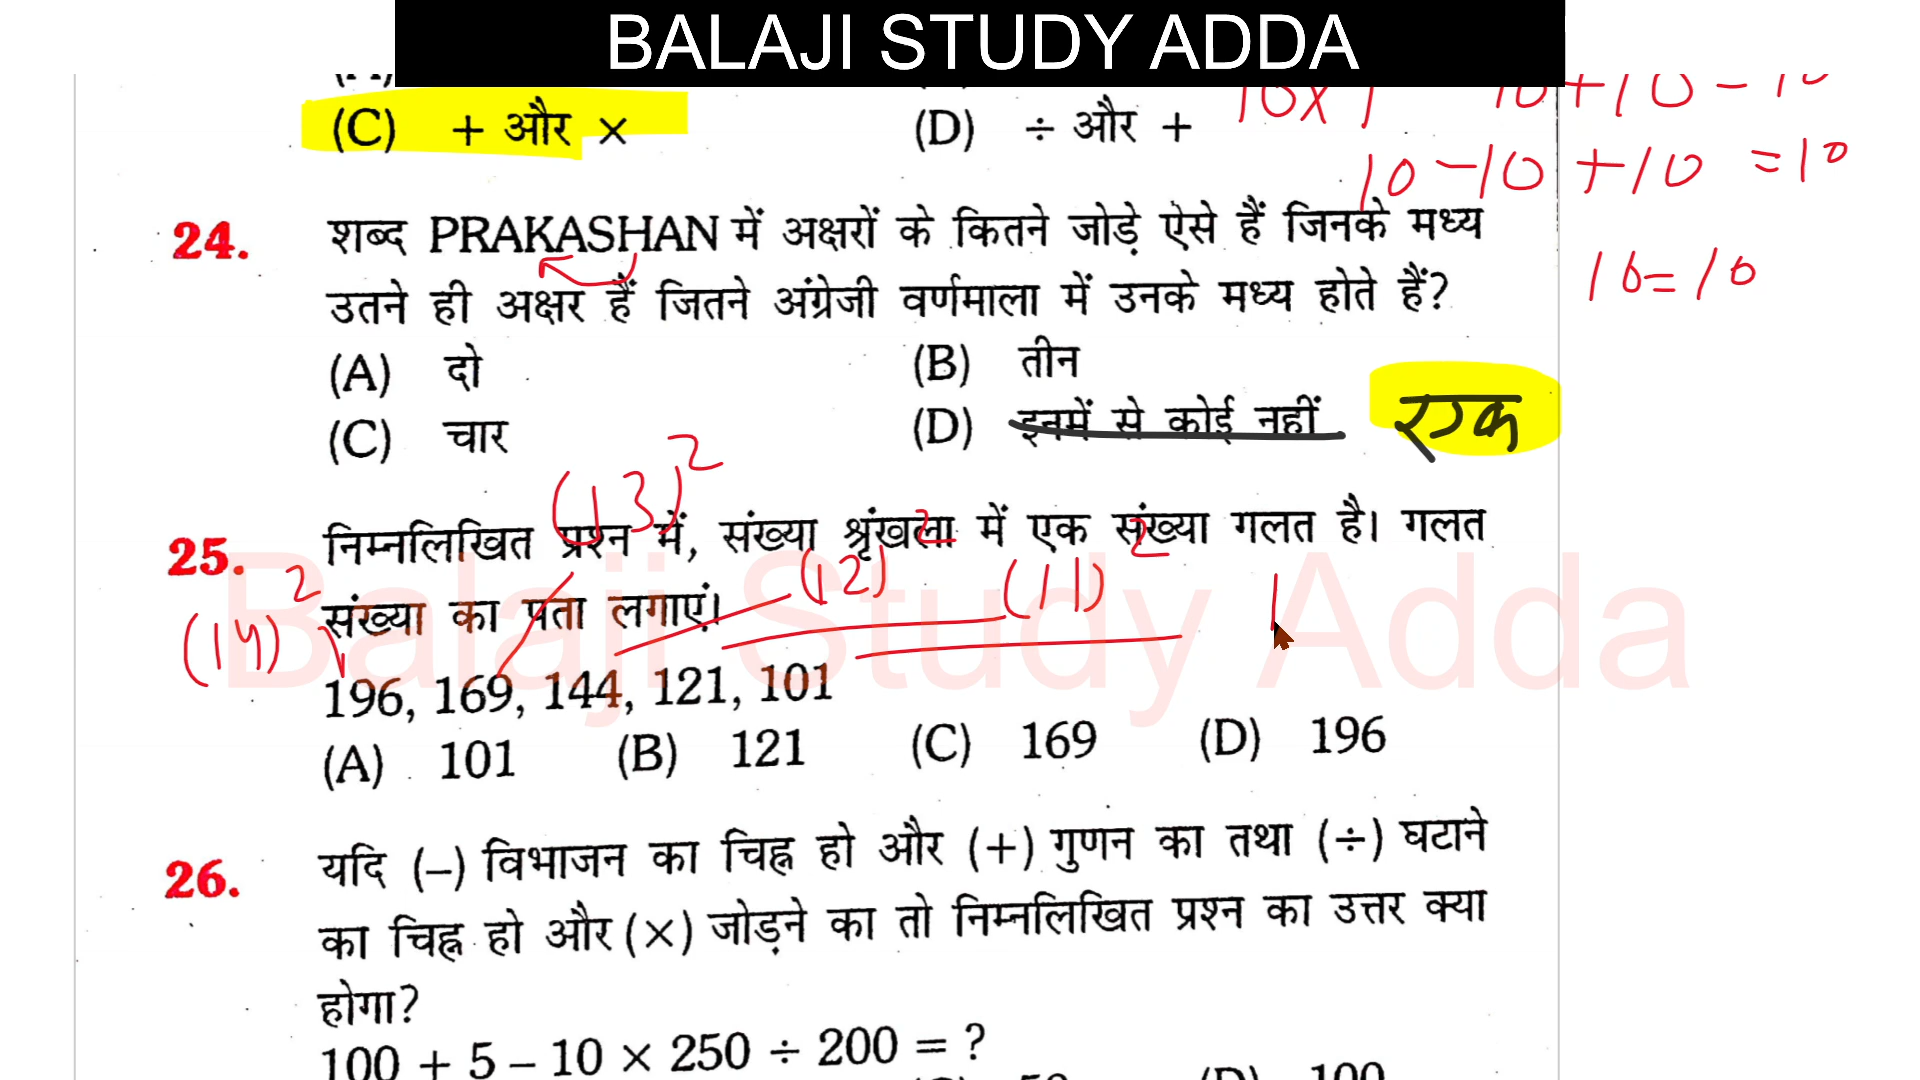 BALAJI STUDY ADDA
(C) + और × (D) ÷ और +
10 - 10 + 10 = 10
10 = 10
24. शब्द PRAKASHAN में अक्षरों के कितने जोड़े ऐसे हैं जिनके मध्य
उतने ही अक्षर हैं जितने अंग्रेजी वर्णमाला में उनके मध्य होते हैं?
(A) दो (B) तीन
(C) चार (D) इनमें से कोई नहीं एक
(13)²
25. निम्नलिखित प्रश्न में, संख्या श्रृंखला में एक संख्या गलत है। गलत
(14)² संख्या का पता लगाएं। (12)² (11)² 1
196, 169, 144, 121, 101
(A) 101 (B) 121 (C) 169 (D) 196
Balaji Study Adda
26. यदि (–) विभाजन का चिह्न हो और (+) गुणन का तथा (÷) घटाने
का चिह्न हो और (×) जोड़ने का तो निम्नलिखित प्रश्न का उत्तर क्या
होगा?
100 + 5 – 10 × 250 ÷ 200 = ?